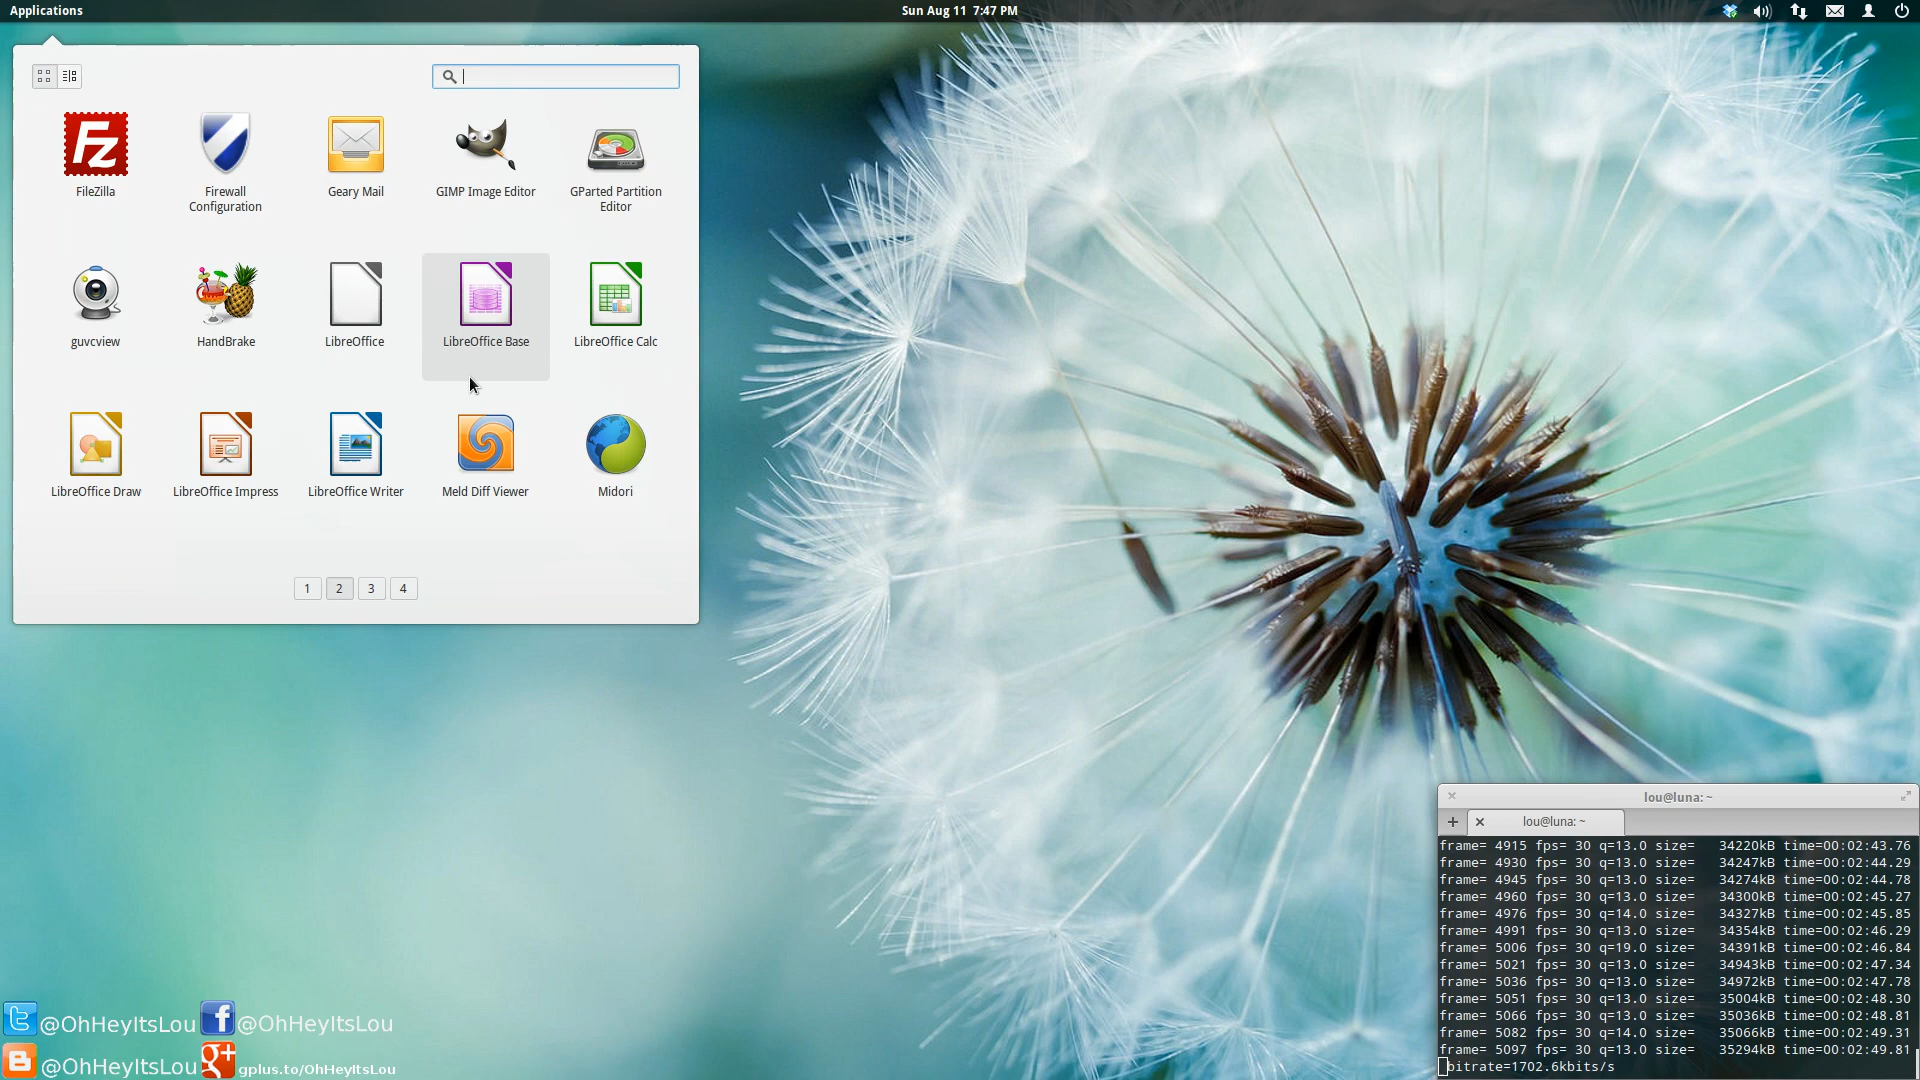 Applications
Sun Aug 11 7:47 PM
FileZilla
Firewall Configuration
Geary Mail
GIMP Image Editor
GParted Partition Editor
guvcview
HandBrake
LibreOffice
LibreOffice Base
LibreOffice Calc
LibreOffice Draw
LibreOffice Impress
LibreOffice Writer
Meld Diff Viewer
Midori
1 2 3 4
lou@luna: ~
+ × lou@luna: ~
frame= 4915 fps= 30 q=13.0 size=   34220kB time=00:02:43.76
frame= 4930 fps= 30 q=13.0 size=   34247kB time=00:02:44.29
frame= 4945 fps= 30 q=13.0 size=   34274kB time=00:02:44.78
frame= 4960 fps= 30 q=13.0 size=   34300kB time=00:02:45.27
frame= 4976 fps= 30 q=14.0 size=   34327kB time=00:02:45.85
frame= 4991 fps= 30 q=13.0 size=   34354kB time=00:02:46.29
frame= 5006 fps= 30 q=19.0 size=   34391kB time=00:02:46.84
frame= 5021 fps= 30 q=13.0 size=   34943kB time=00:02:47.34
frame= 5036 fps= 30 q=13.0 size=   34972kB time=00:02:47.78
frame= 5051 fps= 30 q=13.0 size=   35004kB time=00:02:48.30
frame= 5066 fps= 30 q=13.0 size=   35036kB time=00:02:48.81
frame= 5082 fps= 30 q=14.0 size=   35066kB time=00:02:49.31
frame= 5097 fps= 30 q=13.0 size=   35294kB time=00:02:49.81
bitrate=1702.6kbits/s
@OhHeyItsLou @OhHeyItsLou
@OhHeyItsLou gplus.to/OhHeyItsLou